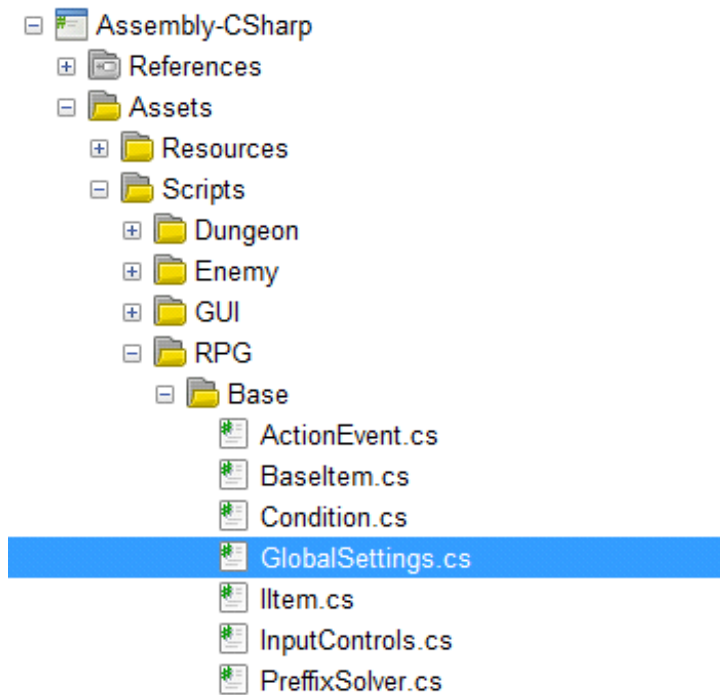 Assembly-CSharp
References
Assets
Resources
Scripts
Dungeon
Enemy
GUI
RPG
Base
ActionEvent.cs
BaseItem.cs
Condition.cs
GlobalSettings.cs
IItem.cs
InputControls.cs
PreffixSolver.cs